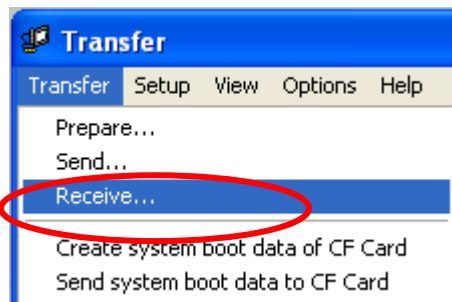 Transfer
Transfer Setup View Options Help
Prepare...
Send...
Receive...
Create system boot data of CF Card
Send system boot data to CF Card